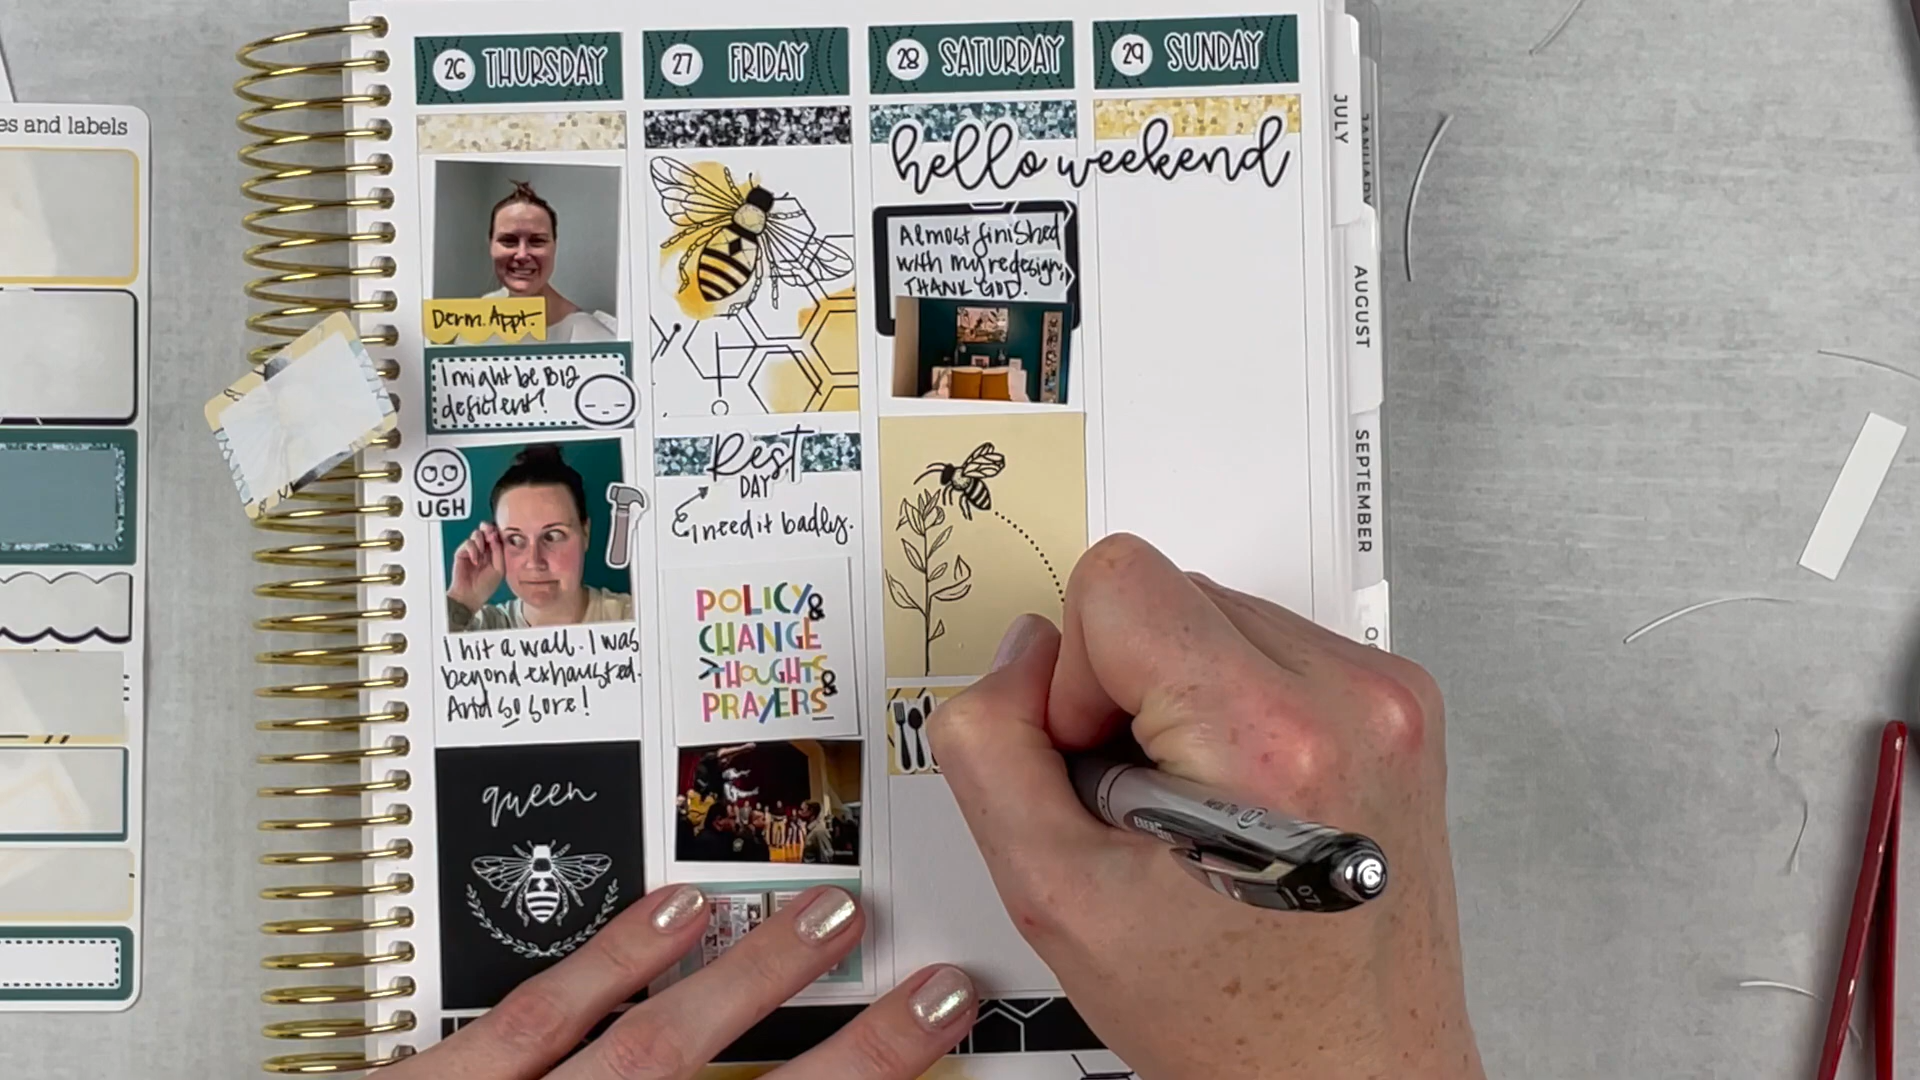 es and labels
26 THURSDAY
27 FRIDAY
28 SATURDAY
29 SUNDAY
hello weekend
Derm. Appt.
I might be B12
deficient?
UGH
I hit a wall. I was
beyond exhausted.
And so sore!
queen
Rest
DAY
I need it badly.
POLICY &
CHANGE
> THOUGHTS &
PRAYERS
Almost finished
with my redesign,
THANK GOD.
JULY
JANUARY
AUGUST
SEPTEMBER
O
07